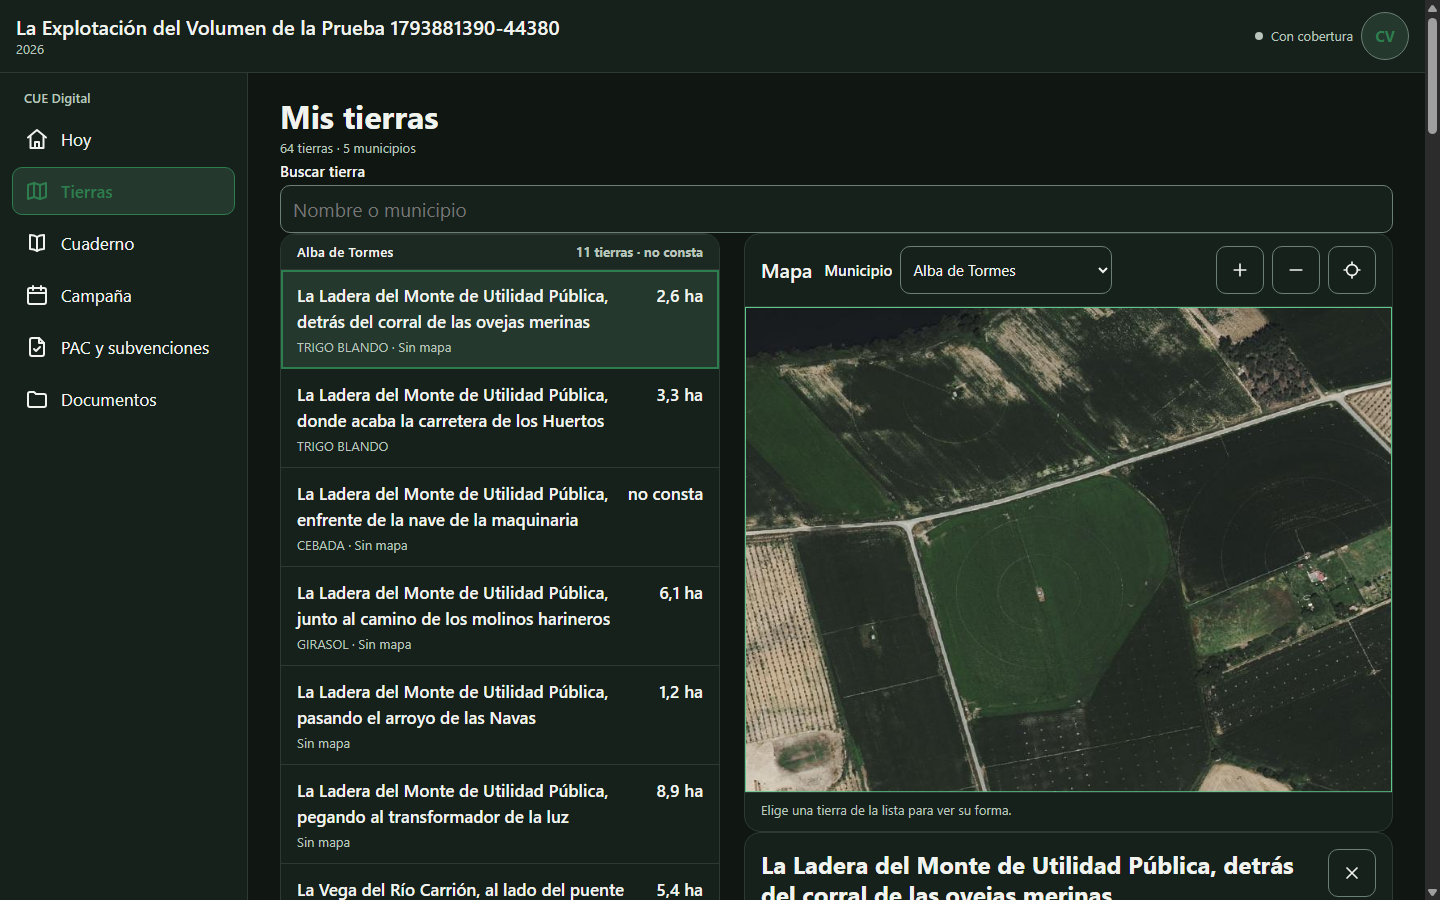 La Explotación del Volumen de la Prueba 1793881390-44380
2026
Con cobertura
CV
CUE Digital
Hoy
Tierras
Cuaderno
Campaña
PAC y subvenciones
Documentos
Mis tierras
64 tierras · 5 municipios
Buscar tierra
Nombre o municipio
Alba de Tormes
11 tierras · no consta
La Ladera del Monte de Utilidad Pública,
detrás del corral de las ovejas merinas
2,6 ha
TRIGO BLANDO · Sin mapa
La Ladera del Monte de Utilidad Pública,
donde acaba la carretera de los Huertos
3,3 ha
TRIGO BLANDO
La Ladera del Monte de Utilidad Pública,
enfrente de la nave de la maquinaria
no consta
CEBADA · Sin mapa
La Ladera del Monte de Utilidad Pública,
junto al camino de los molinos harineros
6,1 ha
GIRASOL · Sin mapa
La Ladera del Monte de Utilidad Pública,
pasando el arroyo de las Navas
1,2 ha
Sin mapa
La Ladera del Monte de Utilidad Pública,
pegando al transformador de la luz
8,9 ha
Sin mapa
La Vega del Río Carrión, al lado del puente
5,4 ha
Mapa
Municipio
Alba de Tormes
Elige una tierra de la lista para ver su forma.
La Ladera del Monte de Utilidad Pública, detrás
del corral de las ovejas merinas